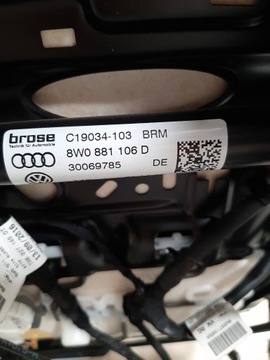 brose C19034-103 BRM
Technik für Automobile
8W0 881 106 D
30069785 DE